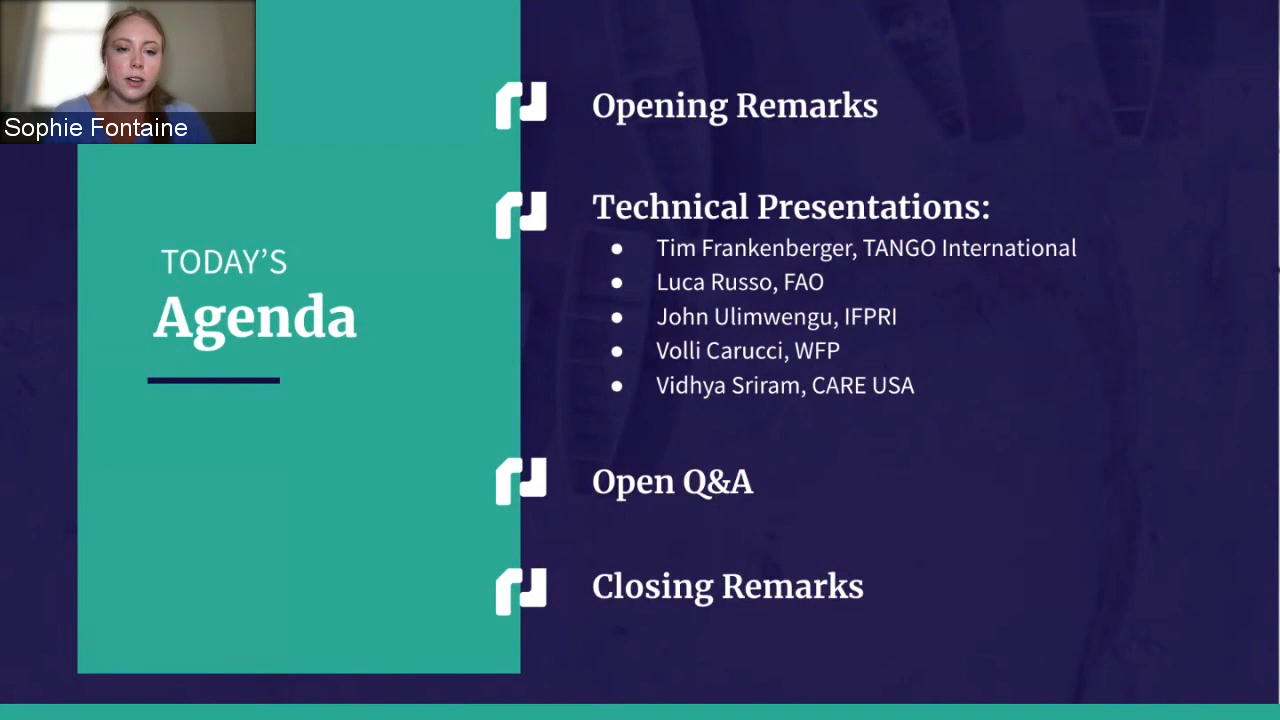 Sophie Fontaine
TODAY’S
Agenda
Opening Remarks
Technical Presentations:
● Tim Frankenberger, TANGO International
● Luca Russo, FAO
● John Ulimwengu, IFPRI
● Volli Carucci, WFP
● Vidhya Sriram, CARE USA
Open Q&A
Closing Remarks